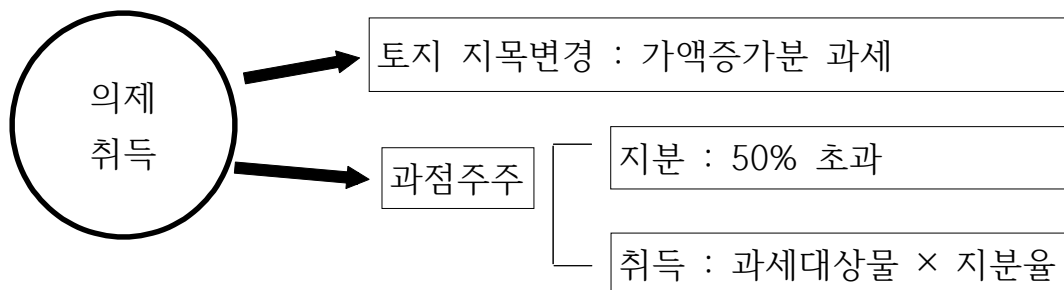 의제
취득
토지 지목변경 : 가액증가분 과세
과점주주
지분 : 50% 초과
취득 : 과세대상물 × 지분율